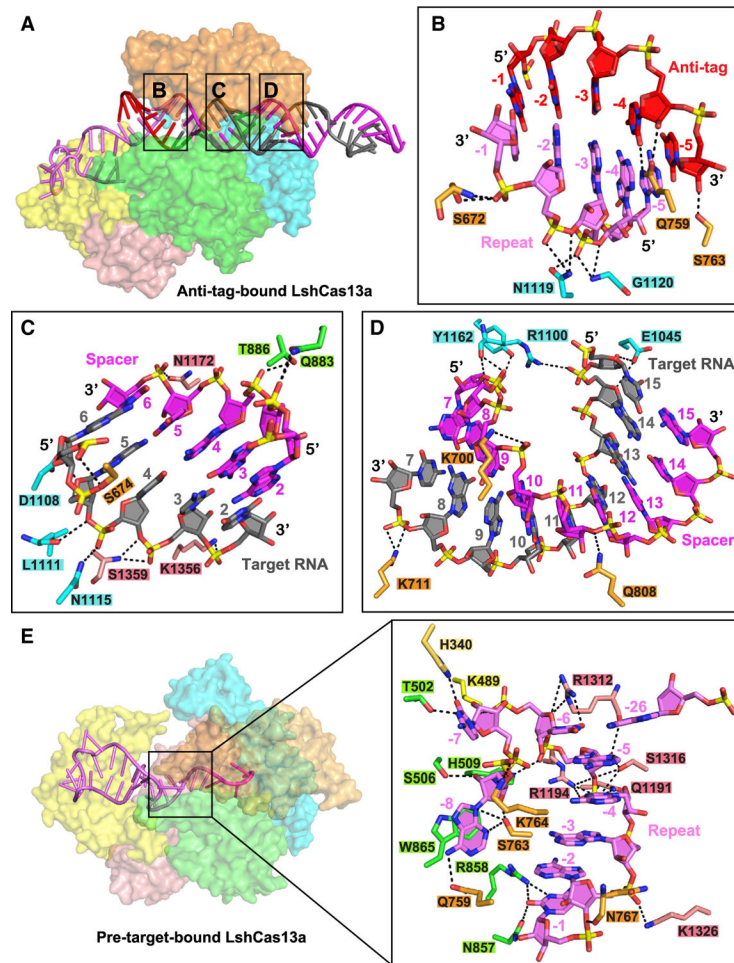 A
B
C
D
Anti-tag-bound LshCas13a
B
5'
Anti-tag
-1
-2
-3
-4
-5
3'
3'
-1
-2
-3
-4
-5
5'
3'
S672
Q759
S763
Repeat
N1119
G1120
C
T886
Q883
Spacer
N1172
3'
6
6
5
5
4
3
2
5'
5'
4
3
2
3'
D1108
S674
L1111
N1115
S1359
K1356
Target RNA
D
Y1162
R1100
E1045
5'
5'
Target RNA
15
7
8
9
K700
14
15
3'
3'
7
10
13
14
8
11
12
13
9
10
11
12
Spacer
K711
Q808
E
Pre-target-bound LshCas13a
H340
T502
K489
R1312
-7
-6
-26
-5
S506
H509
S1316
R1194
Q1191
-4
-8
K764
S763
-3
Repeat
W865
R858
-2
Q759
N767
-1
N857
K1326